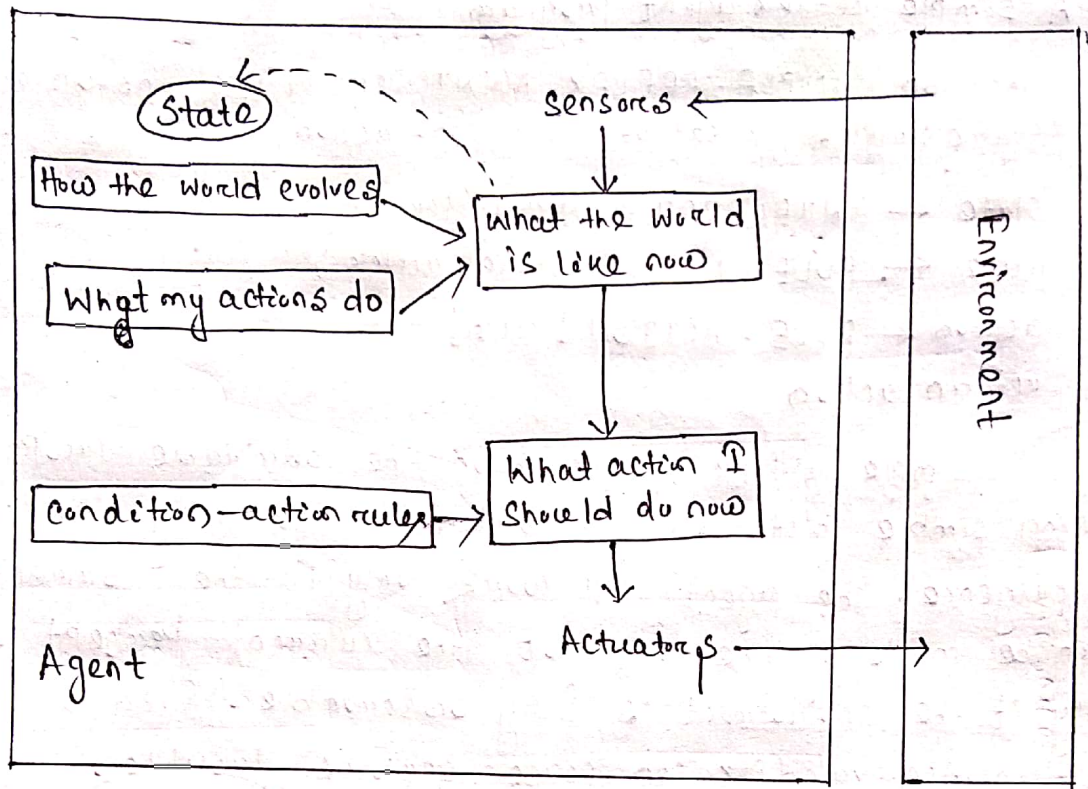 State
Sensors
How the world evolves
What the world
is like now
What my actions do
Environment
What action I
should do now
Condition-action rules
Actuators
Agent